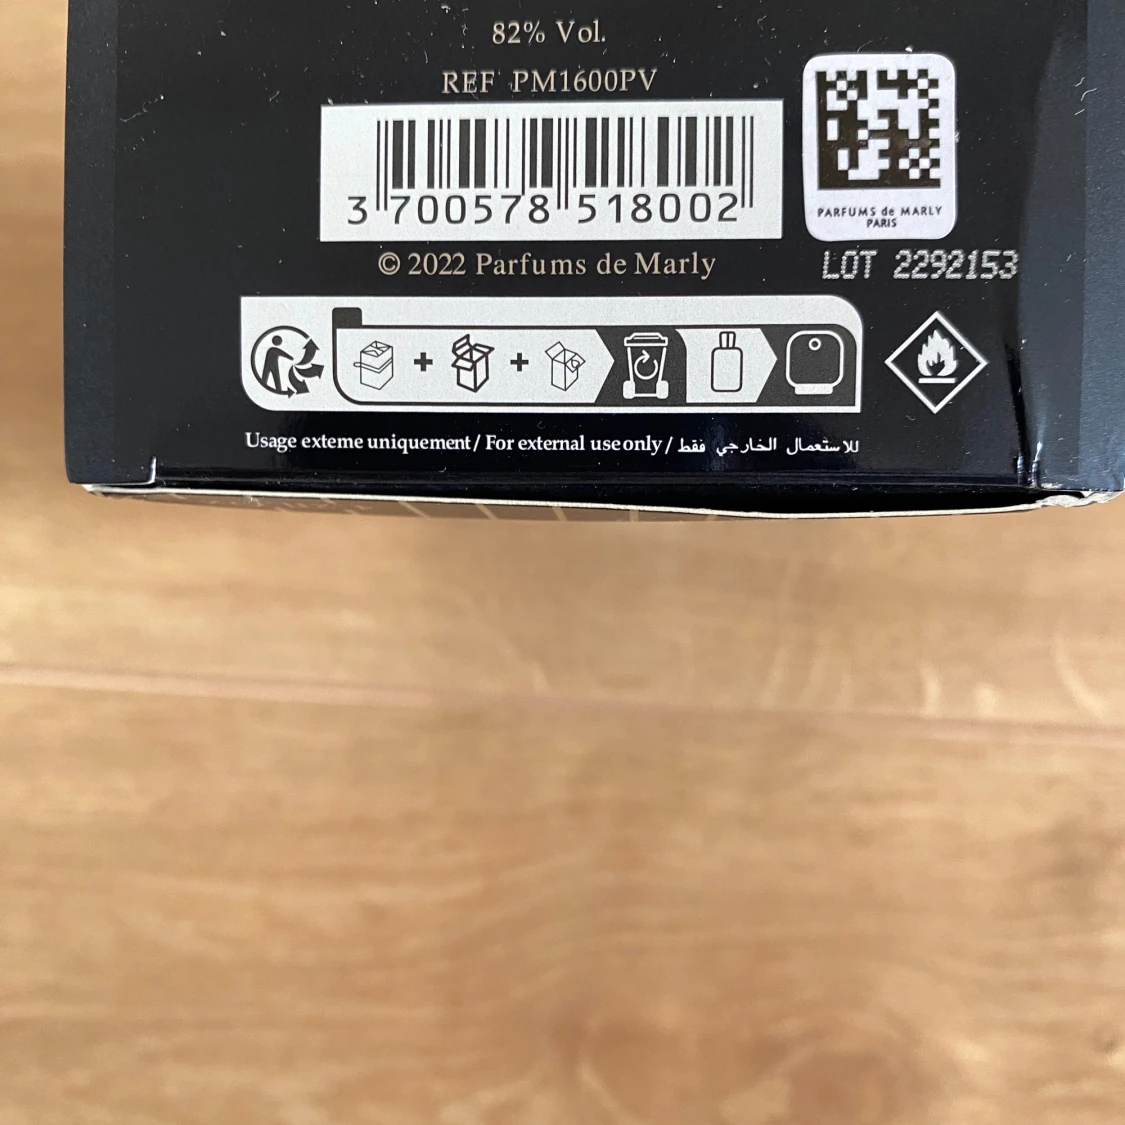 82% Vol.
REF PM1600PV
3 700578 518002
PARFUMS de MARLY
PARIS
© 2022 Parfums de Marly
LOT 2292153
Usage exteme uniquement / For external use only / للاستعمال الخارجي فقط